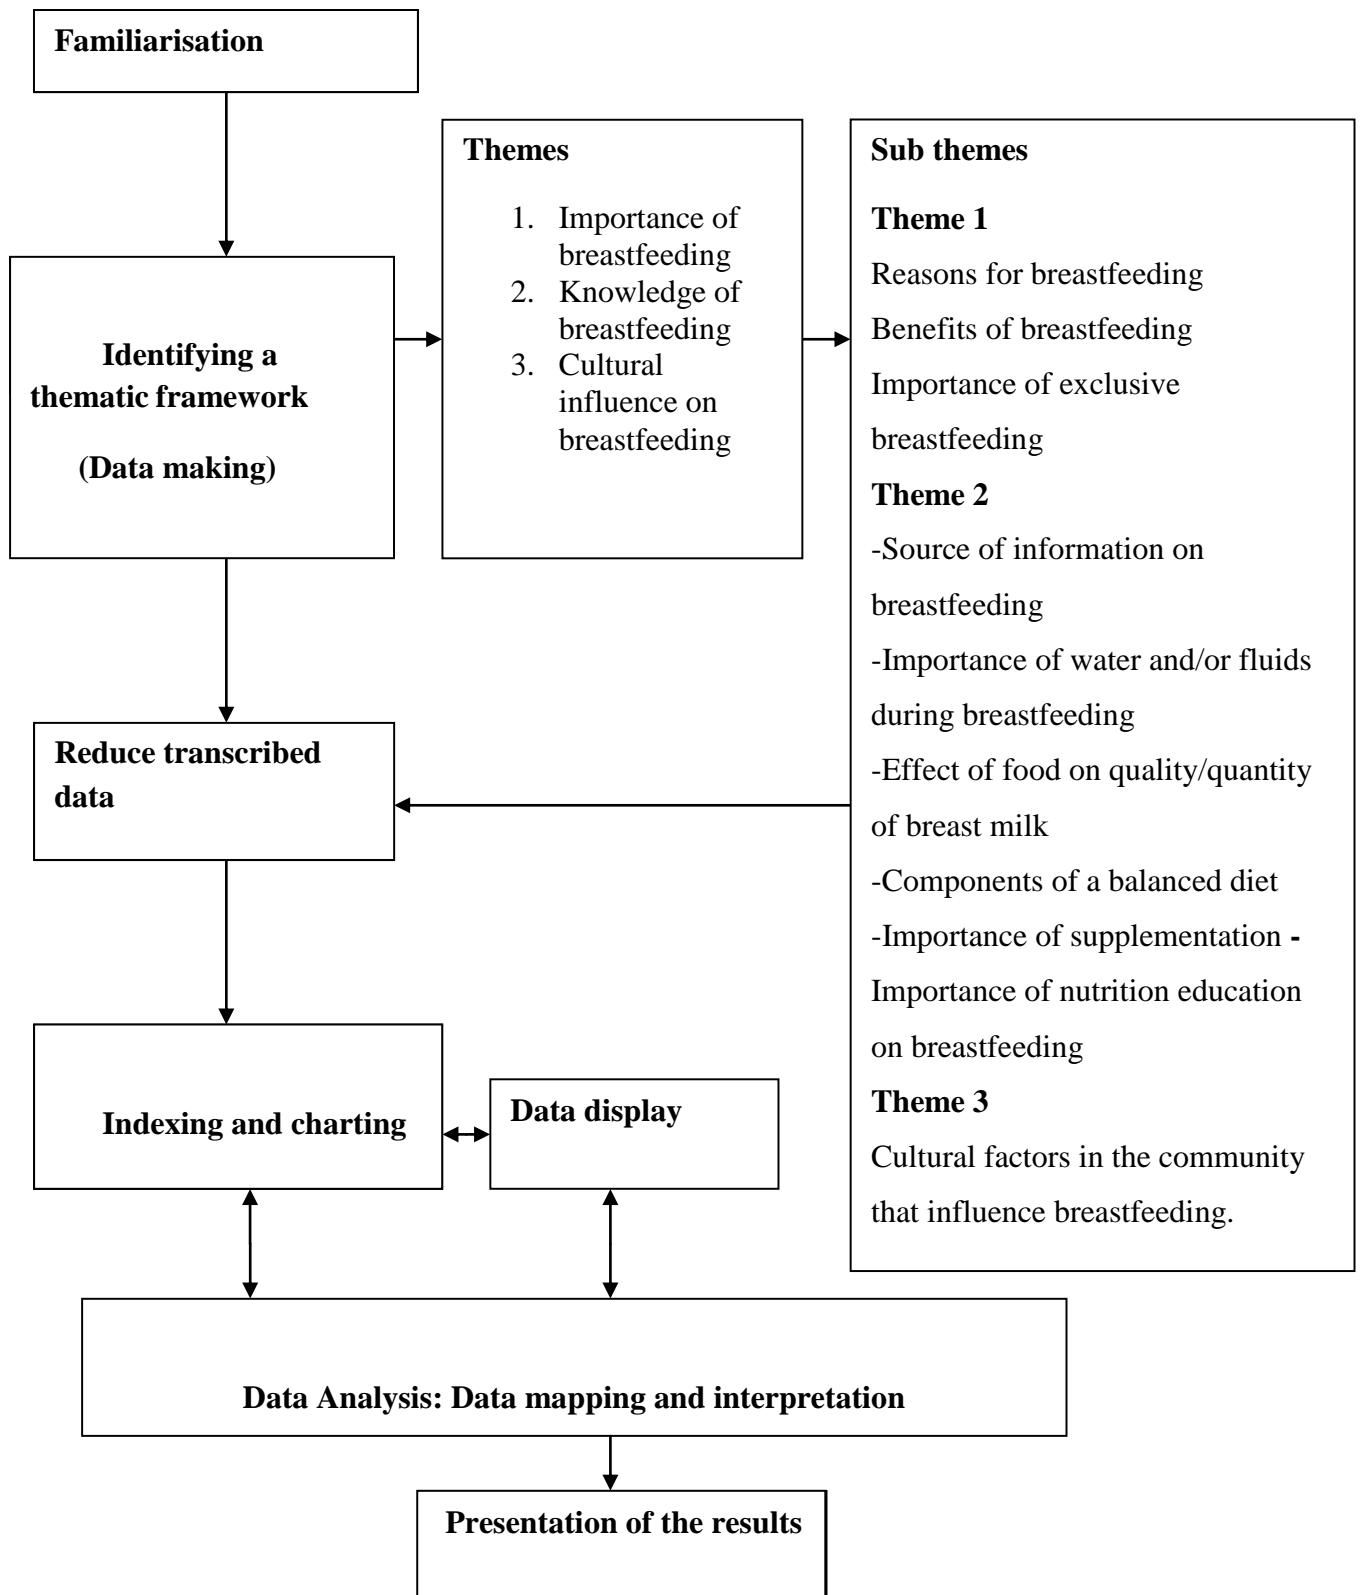 Familiarisation
Themes
1. Importance of
breastfeeding
2. Knowledge of
breastfeeding
3. Cultural
influence on
breastfeeding
Sub themes
Theme 1
Reasons for breastfeeding
Benefits of breastfeeding
Importance of exclusive
breastfeeding
Theme 2
-Source of information on
breastfeeding
-Importance of water and/or fluids
during breastfeeding
-Effect of food on quality/quantity
of breast milk
-Components of a balanced diet
-Importance of supplementation -
Importance of nutrition education
on breastfeeding
Theme 3
Cultural factors in the community
that influence breastfeeding.
Identifying a
thematic framework
(Data making)
Reduce transcribed
data
Indexing and charting
Data display
Data Analysis: Data mapping and interpretation
Presentation of the results